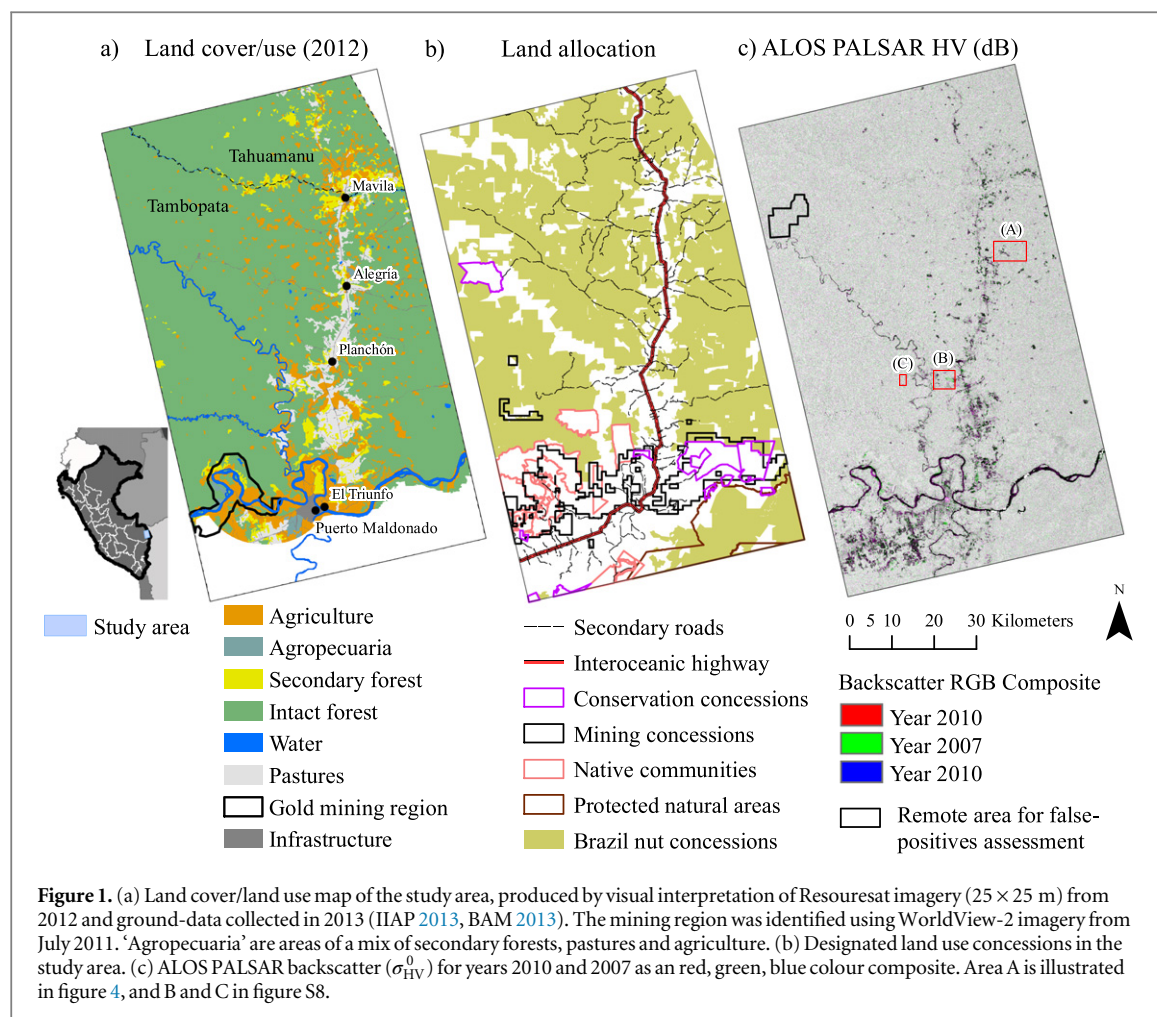 a) Land cover/use (2012) b) Land allocation c) ALOS PALSAR HV (dB)
Tahuamanu
Mavila
Tambopata
(A)
Alegría
Planchón
(C) (B)
El Triunfo
Puerto Maldonado
Study area
Agriculture
Agropecuaria
Secondary forest
Intact forest
Water
Pastures
Gold mining region
Infrastructure
Secondary roads
Interoceanic highway
Conservation concessions
Mining concessions
Native communities
Protected natural areas
Brazil nut concessions
N
0 5 10 20 30 Kilometers
Backscatter RGB Composite
Year 2010
Year 2007
Year 2010
Remote area for false-
positives assessment
Figure 1. (a) Land cover/land use map of the study area, produced by visual interpretation of Resouresat imagery (25 × 25 m) from
2012 and ground-data collected in 2013 (IIAP 2013, BAM 2013). The mining region was identified using WorldView-2 imagery from
July 2011. ‘Agropecuaria’ are areas of a mix of secondary forests, pastures and agriculture. (b) Designated land use concessions in the
study area. (c) ALOS PALSAR backscatter (σ⁰HV) for years 2010 and 2007 as an red, green, blue colour composite. Area A is illustrated
in figure 4, and B and C in figure S8.